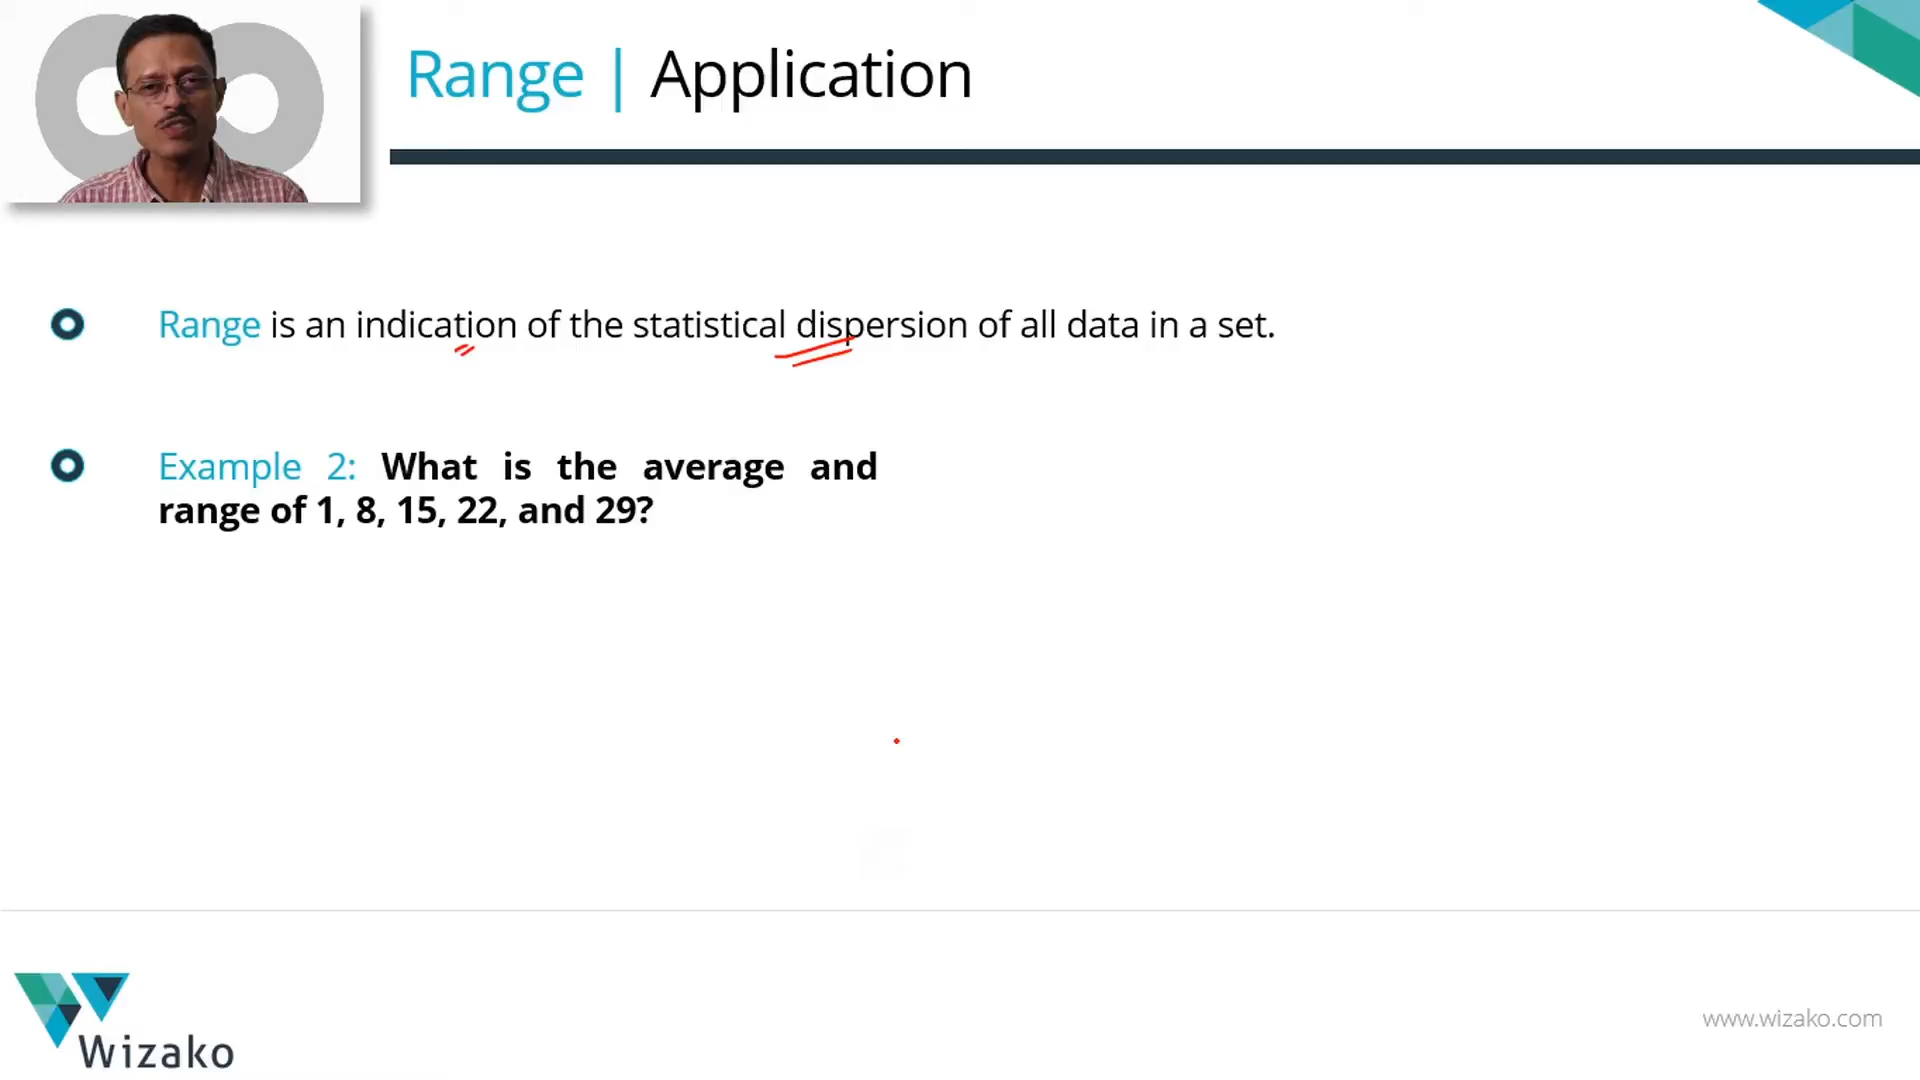 Range | Application
Range is an indication of the statistical dispersion of all data in a set.
Example 2: What is the average and
range of 1, 8, 15, 22, and 29?
Wizako
www.wizako.com